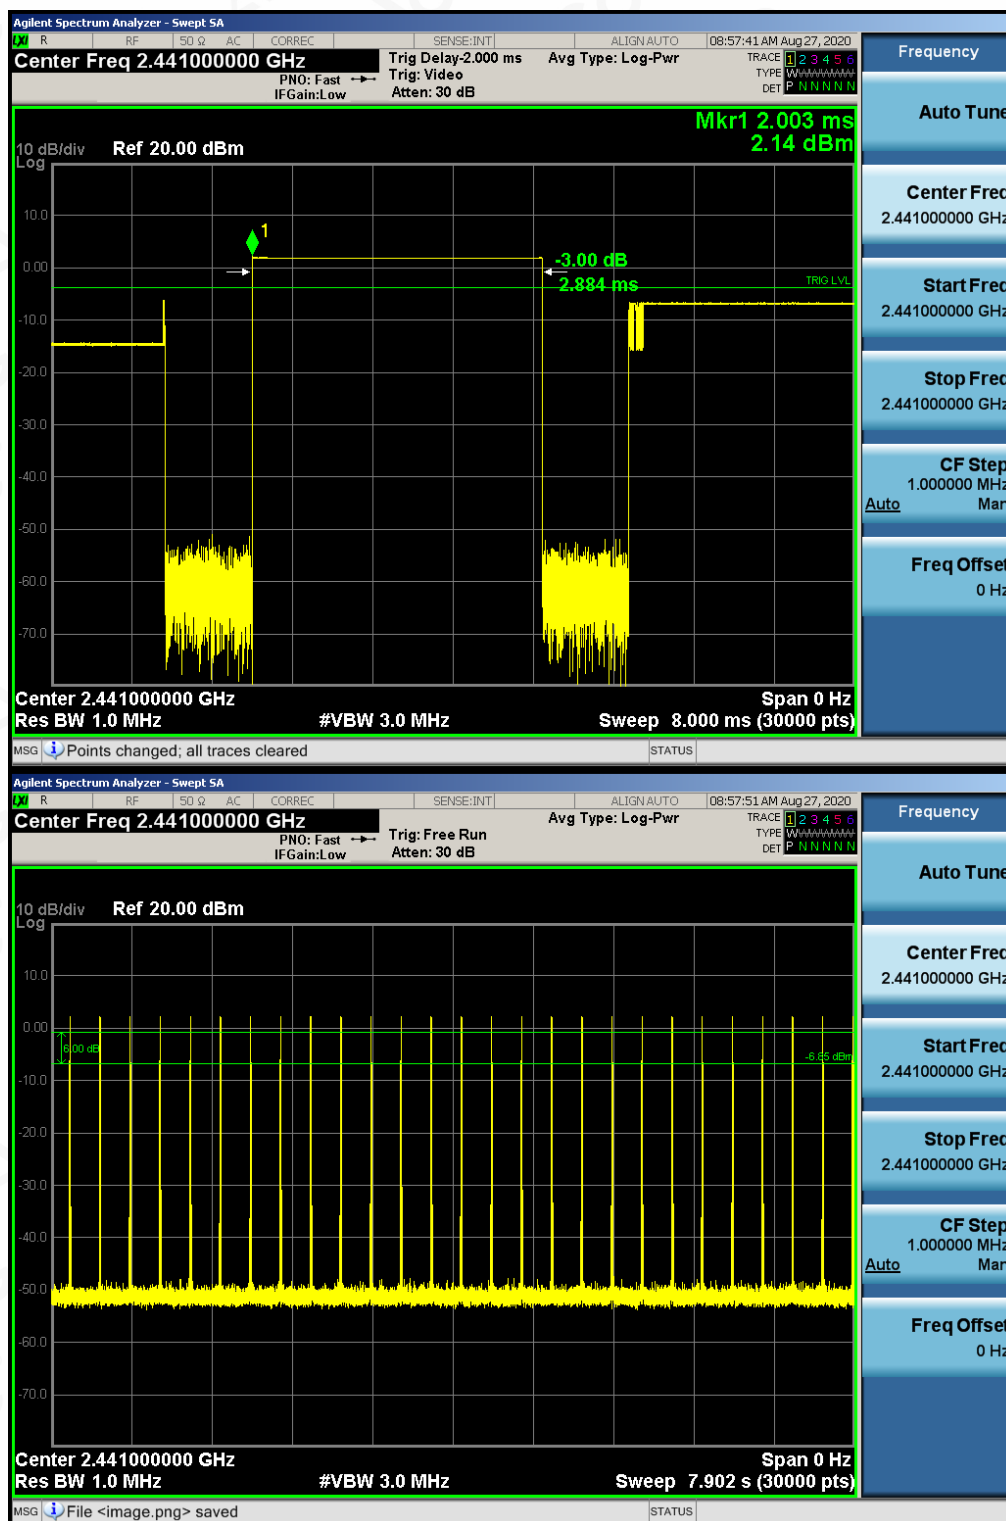 Agilent Spectrum Analyzer - Swept SA
LXI R RF 50 Ω AC CORREC SENSE:INT ALIGN AUTO 08:57:41 AM Aug 27, 2020
Center Freq 2.441000000 GHz
PNO: Fast
IFGain:Low
Trig Delay-2.000 ms
Trig: Video
Atten: 30 dB
Avg Type: Log-Pwr
TRACE 1 2 3 4 5 6
TYPE W
DET P N N N N N
Mkr1 2.003 ms
2.14 dBm
10 dB/div Ref 20.00 dBm
Log
10.0
1
-3.00 dB
0.00
2.884 ms
TRIG LVL
-10.0
-20.0
-30.0
-40.0
-50.0
-60.0
-70.0
Center 2.441000000 GHz Span 0 Hz
Res BW 1.0 MHz #VBW 3.0 MHz Sweep 8.000 ms (30000 pts)
MSG Points changed; all traces cleared STATUS
Frequency
Auto Tune
Center Freq
2.441000000 GHz
Start Freq
2.441000000 GHz
Stop Freq
2.441000000 GHz
CF Step
1.000000 MHz
Auto Man
Freq Offset
0 Hz
Agilent Spectrum Analyzer - Swept SA
LXI R RF 50 Ω AC CORREC SENSE:INT ALIGN AUTO 08:57:51 AM Aug 27, 2020
Center Freq 2.441000000 GHz
PNO: Fast
IFGain:Low
Trig: Free Run
Atten: 30 dB
Avg Type: Log-Pwr
TRACE 1 2 3 4 5 6
TYPE W
DET P N N N N N
10 dB/div Ref 20.00 dBm
Log
10.0
0.00
6.00 dB
-6.85 dBm
-10.0
-20.0
-30.0
-40.0
-50.0
-60.0
-70.0
Center 2.441000000 GHz Span 0 Hz
Res BW 1.0 MHz #VBW 3.0 MHz Sweep 7.902 s (30000 pts)
MSG File <image.png> saved STATUS
Frequency
Auto Tune
Center Freq
2.441000000 GHz
Start Freq
2.441000000 GHz
Stop Freq
2.441000000 GHz
CF Step
1.000000 MHz
Auto Man
Freq Offset
0 Hz